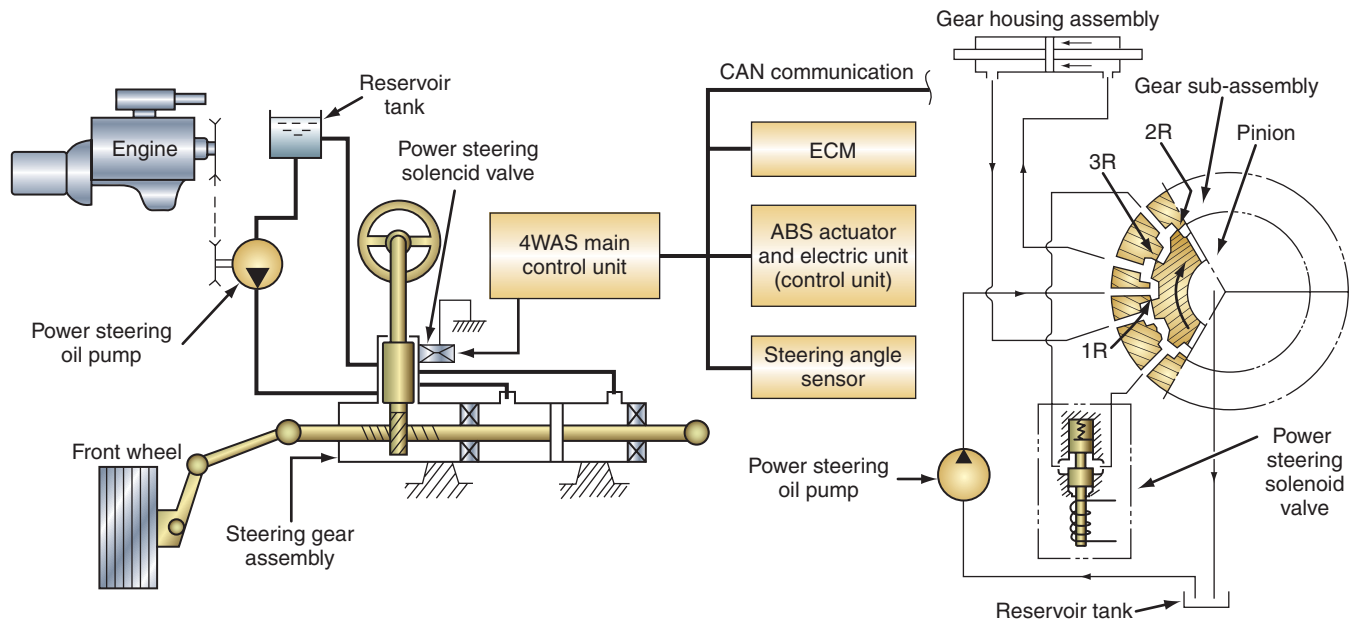 Engine
Reservoir
tank
Power steering
solencid valve
Power steering
oil pump
4WAS main
control unit
CAN communication
ECM
ABS actuator
and electric unit
(control unit)
Steering angle
sensor
Front wheel
Steering gear
assembly
Gear housing assembly
Gear sub-assembly
2R
Pinion
3R
1R
Power steering
oil pump
Power
steering
solenoid
valve
Reservoir tank